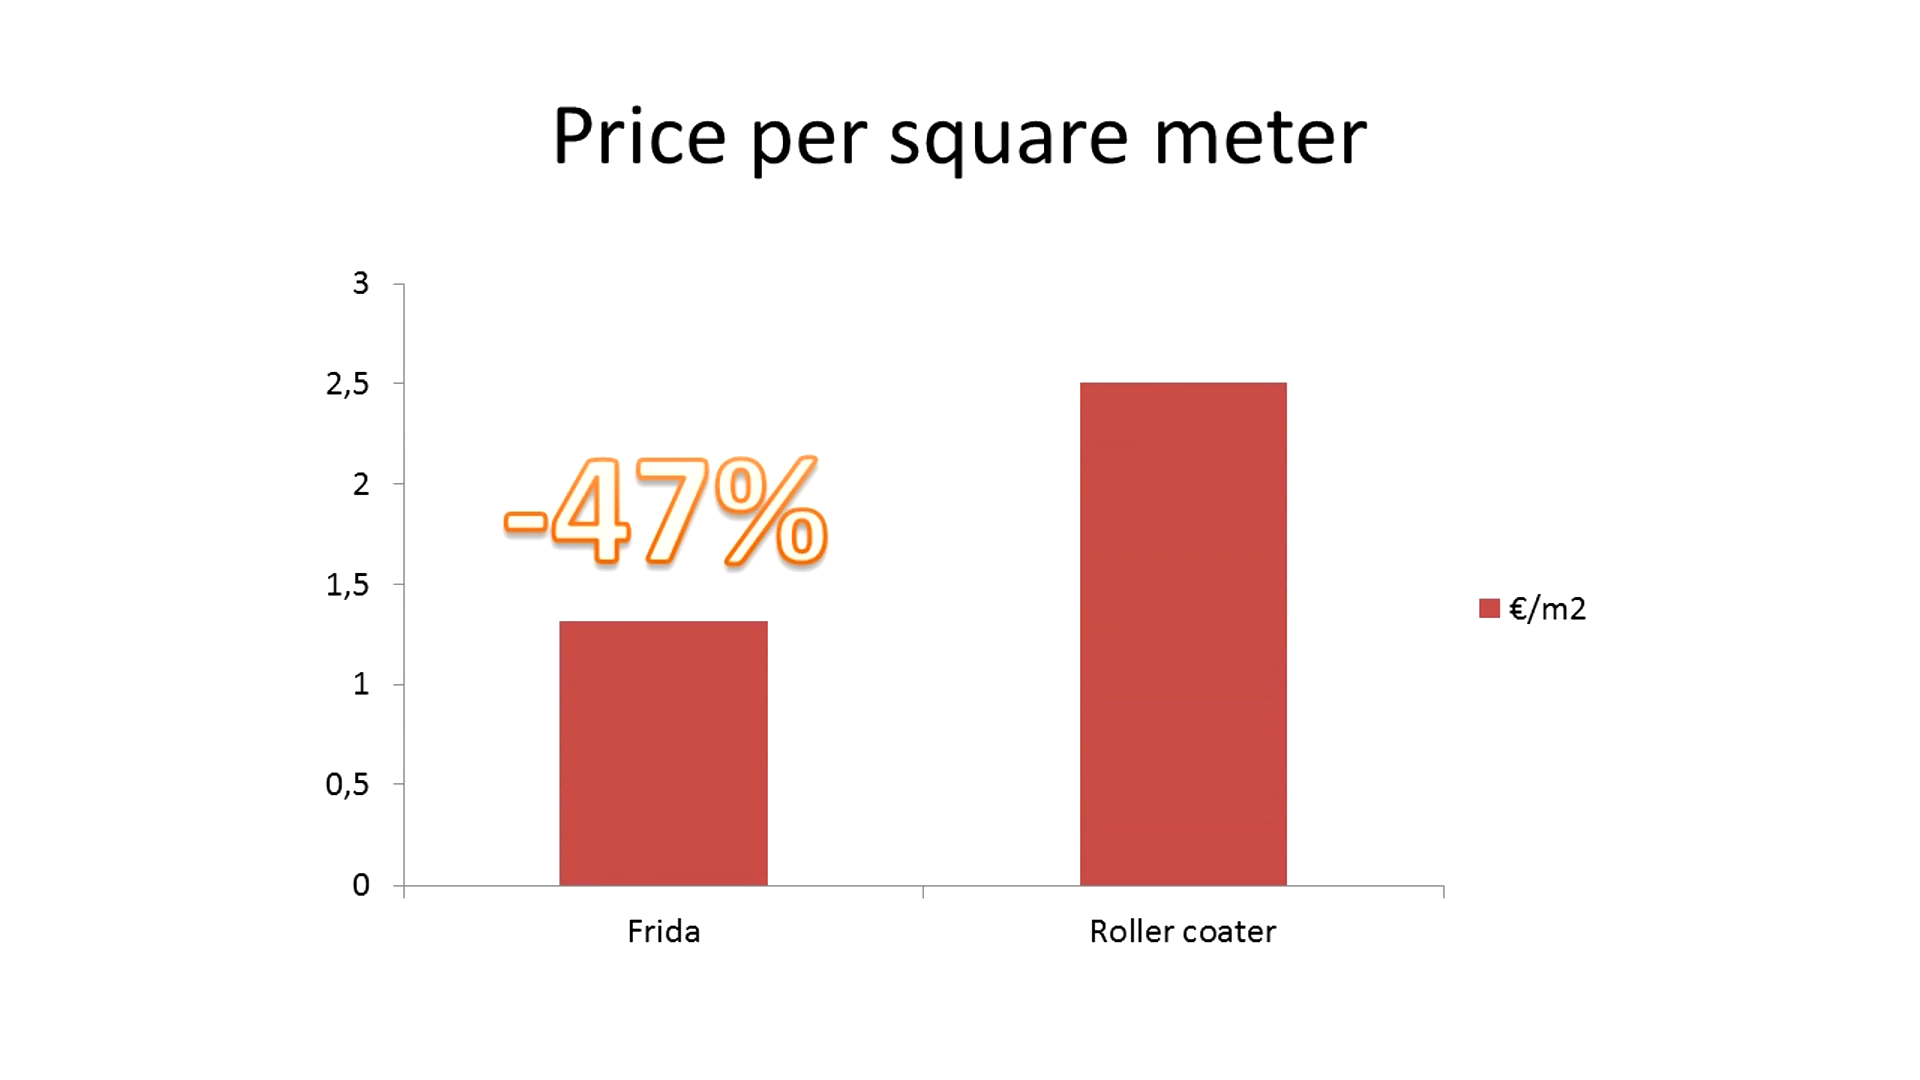 Price per square meter
3
2,5
2
1,5
1
0,5
0
-47%
Frida
Roller coater
€/m2